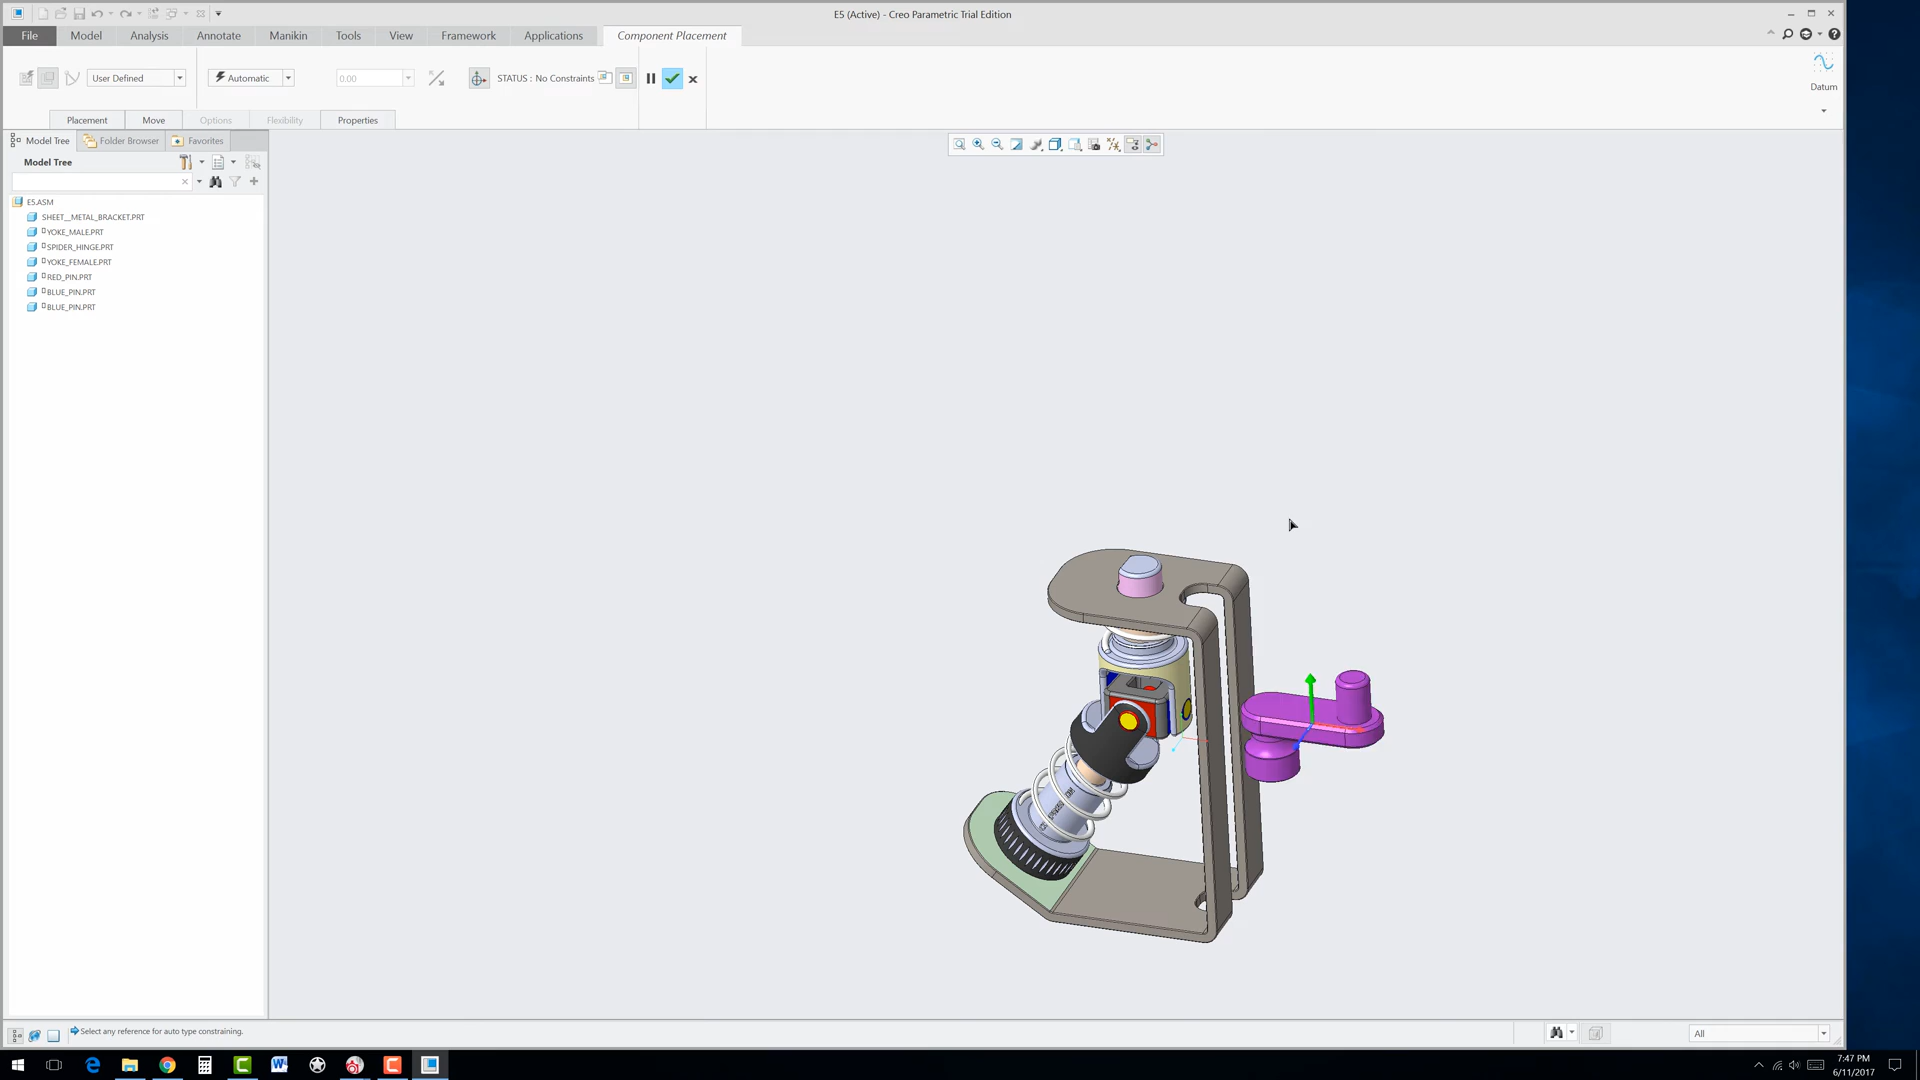 E5 (Active) - Creo Parametric Trial Edition
File Model Analysis Annotate Manikin Tools View Framework Applications Component Placement
User Defined Automatic 0.00 STATUS : No Constraints
Datum
Placement Move Options Flexibility Properties
Model Tree Folder Browser Favorites
Model Tree
E5.ASM
SHEET__METAL_BRACKET.PRT
YOKE_MALE.PRT
SPIDER_HINGE.PRT
YOKE_FEMALE.PRT
RED_PIN.PRT
BLUE_PIN.PRT
BLUE_PIN.PRT
Select any reference for auto type constraining.
All
7:47 PM
6/11/2017